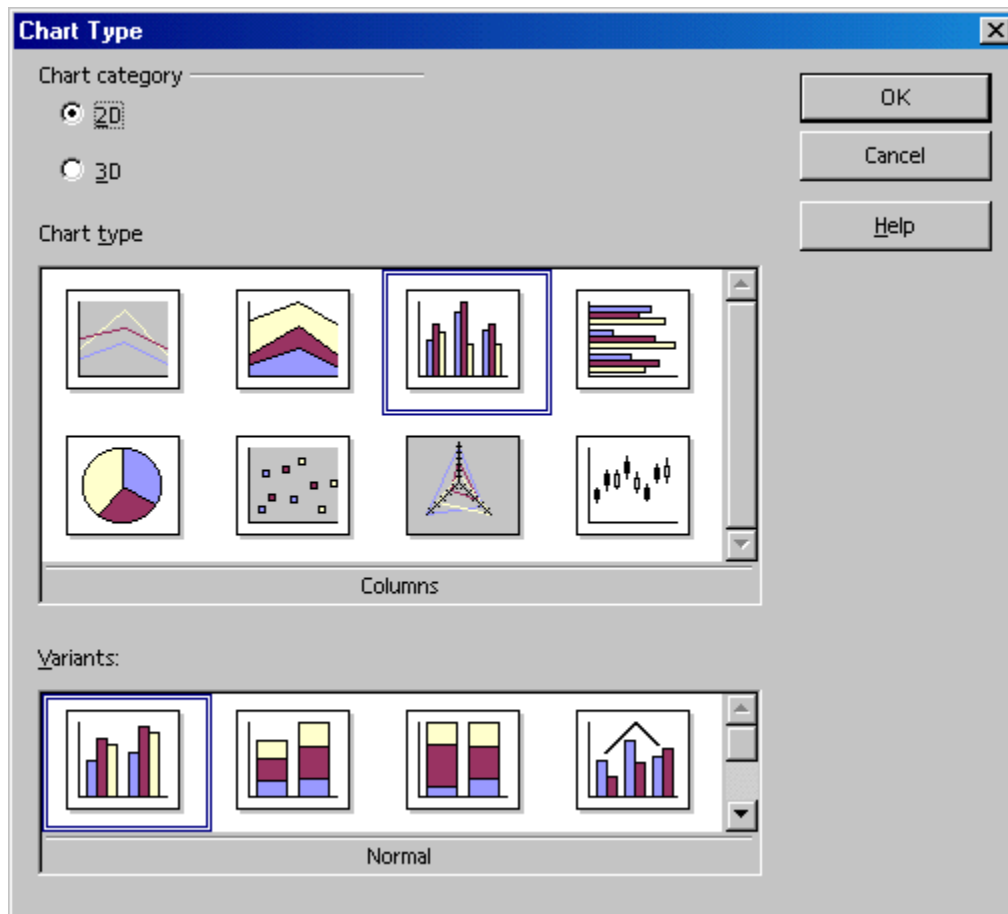 Chart Type
Chart category
2D
3D
OK
Cancel
Help
Chart type
Columns
Variants:
Normal